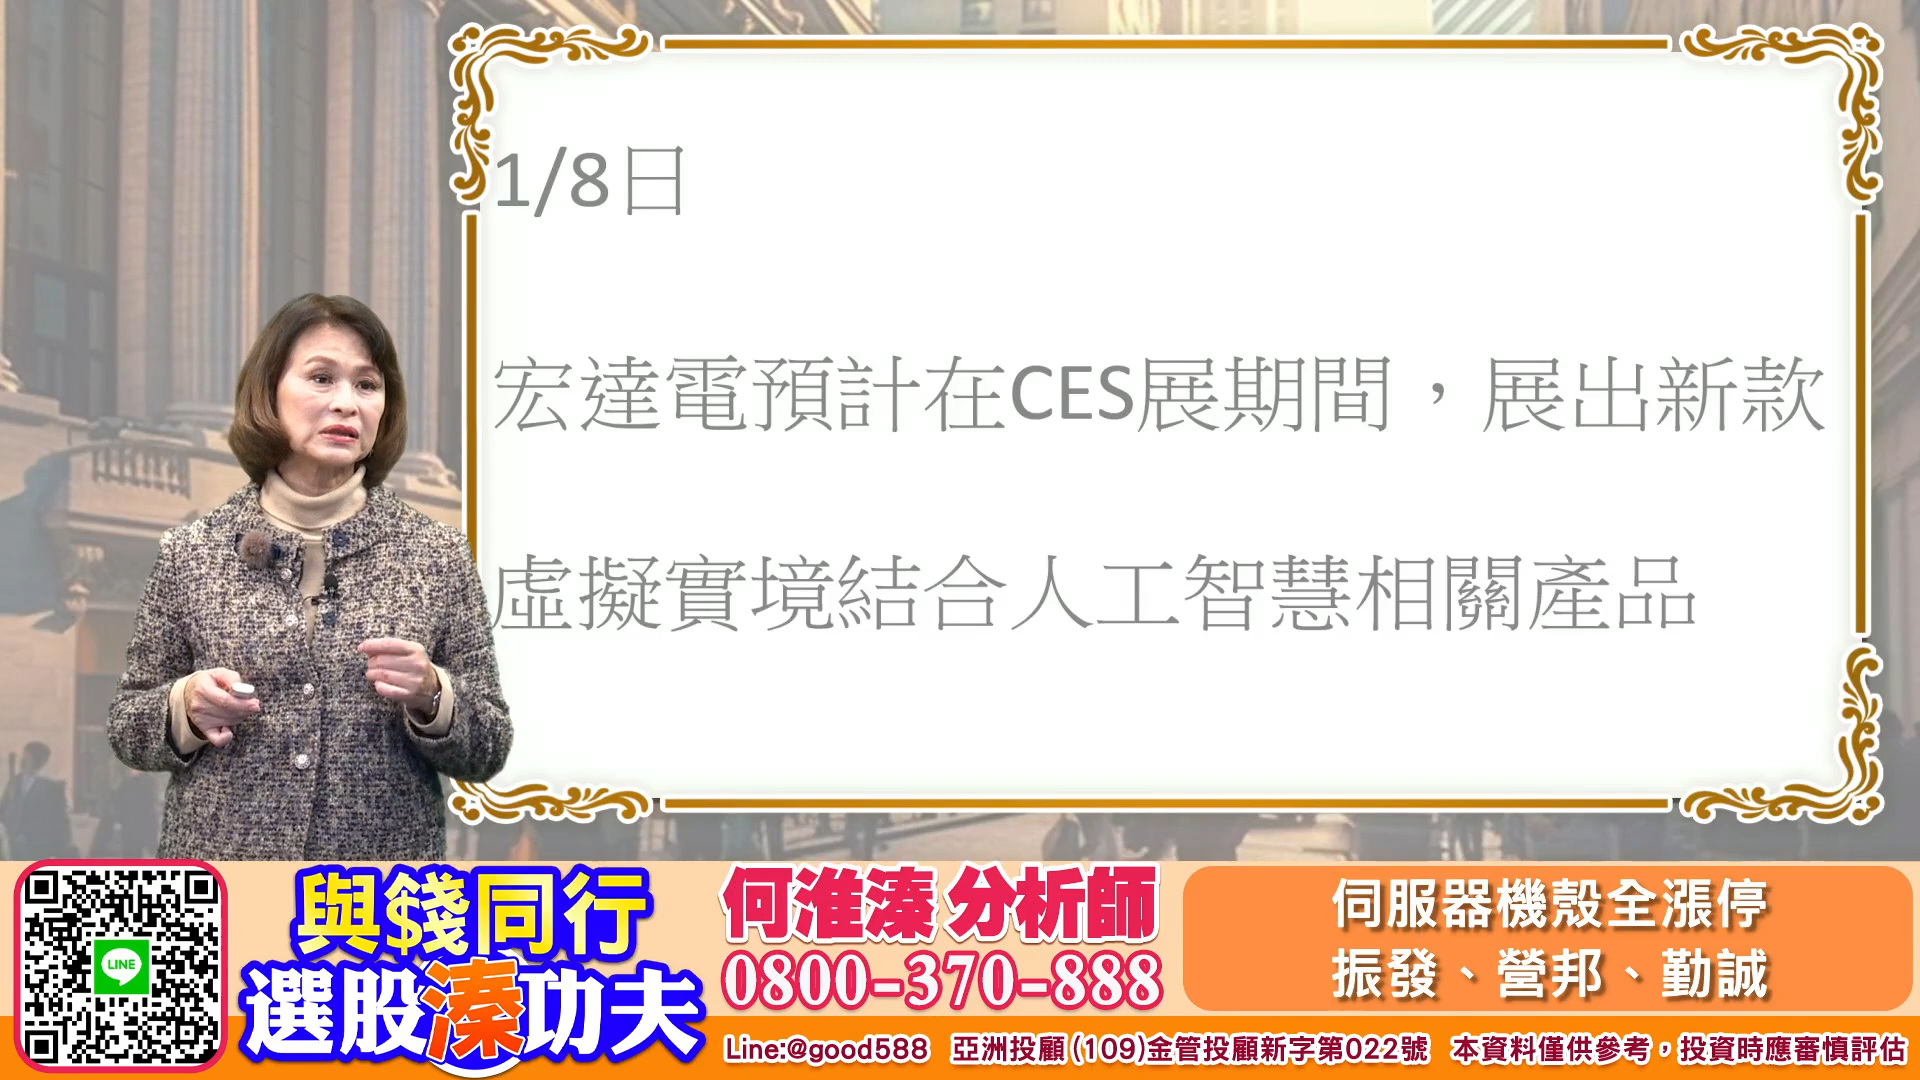 1/8日
宏達電預計在CES展期間，展出新款
虛擬實境結合人工智慧相關產品
LINE
與$錢同行
選股溱功夫
何淮溱 分析師
0800-370-888
伺服器機殼全漲停
振發、營邦、勤誠
Line:@good588 亞洲投顧(109)金管投顧新字第022號 本資料僅供參考，投資時應審慎評估